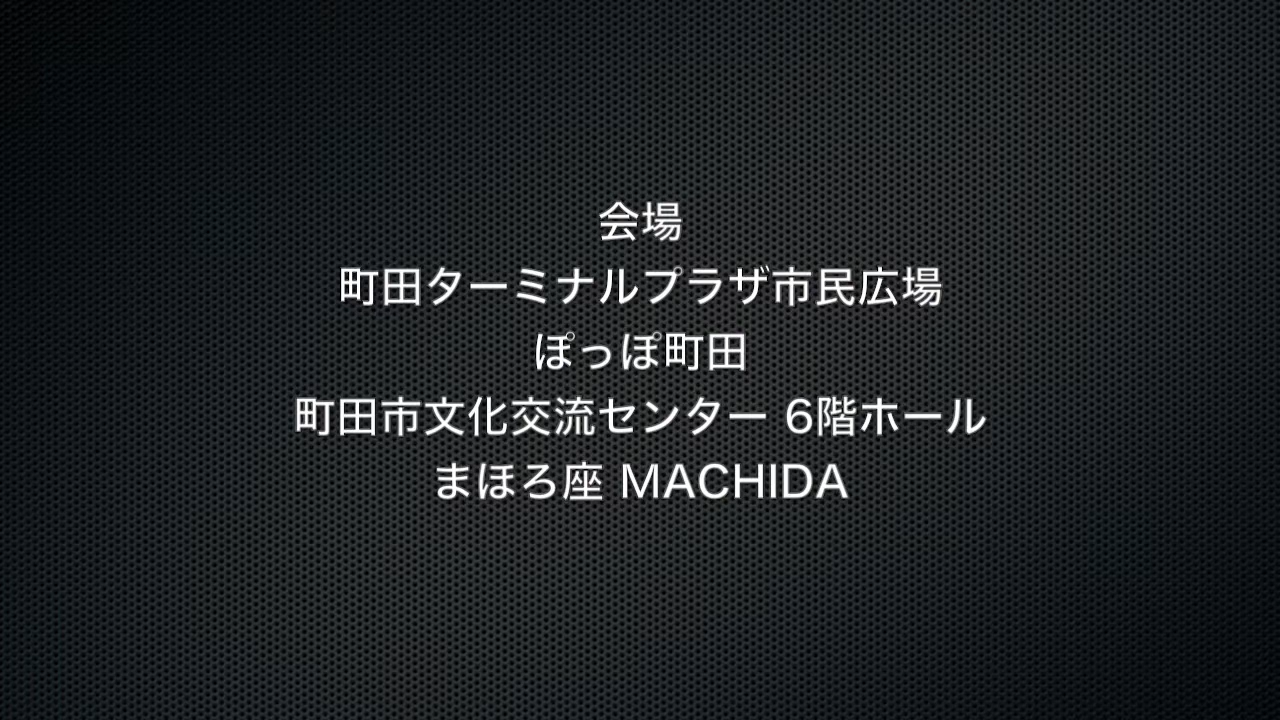 会場
町田ターミナルプラザ市民広場
ぽっぽ町田
町田市文化交流センター 6階ホール
まほろ座 MACHIDA